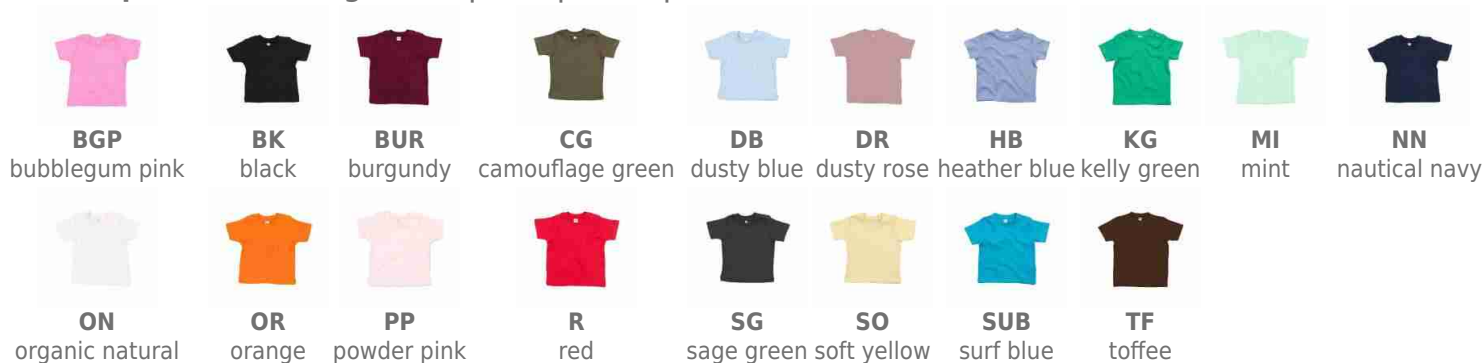 BGP BK BUR CG DB DR HB KG MI NN
bubblegum pink black burgundy camouflage green dusty blue dusty rose heather blue kelly green mint nautical navy
ON OR PP R SG SO SUB TF
organic natural orange powder pink red sage green soft yellow surf blue toffee